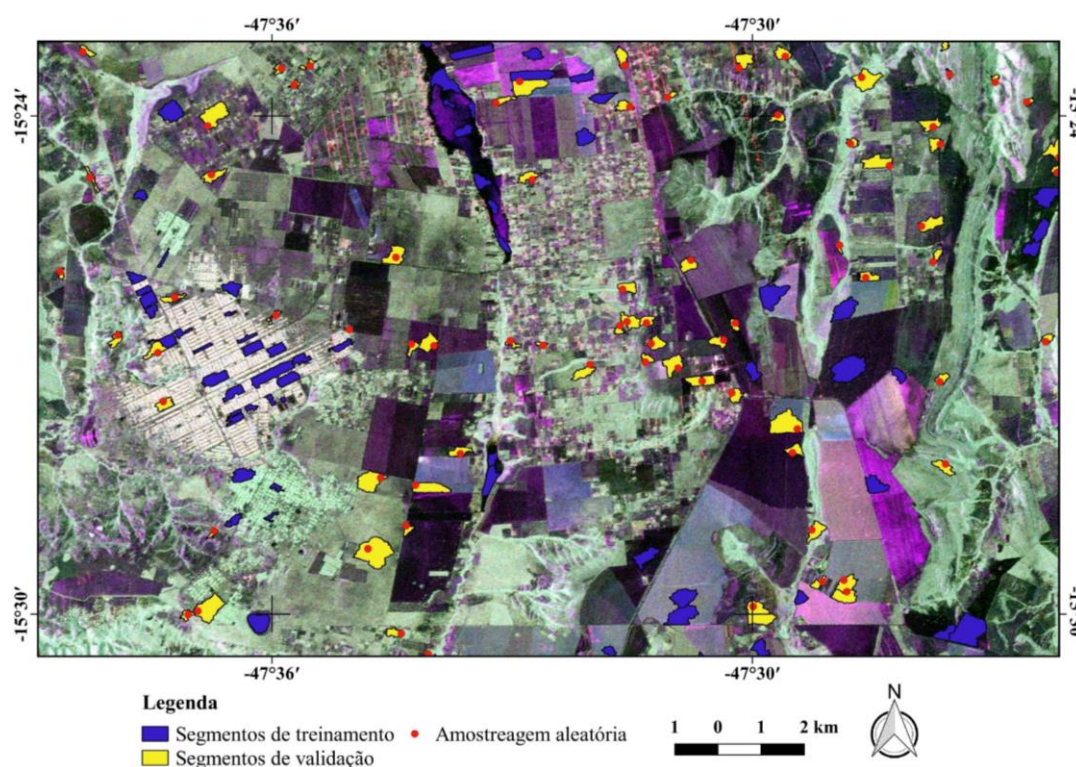 -47°36′ -47°30′
-15°24′ -15°24′
-15°30′ -15°30′
-47°36′ -47°30′
Legenda
N
Segmentos de treinamento Amostreagem aleatória 1 0 1 2 km
Segmentos de validação